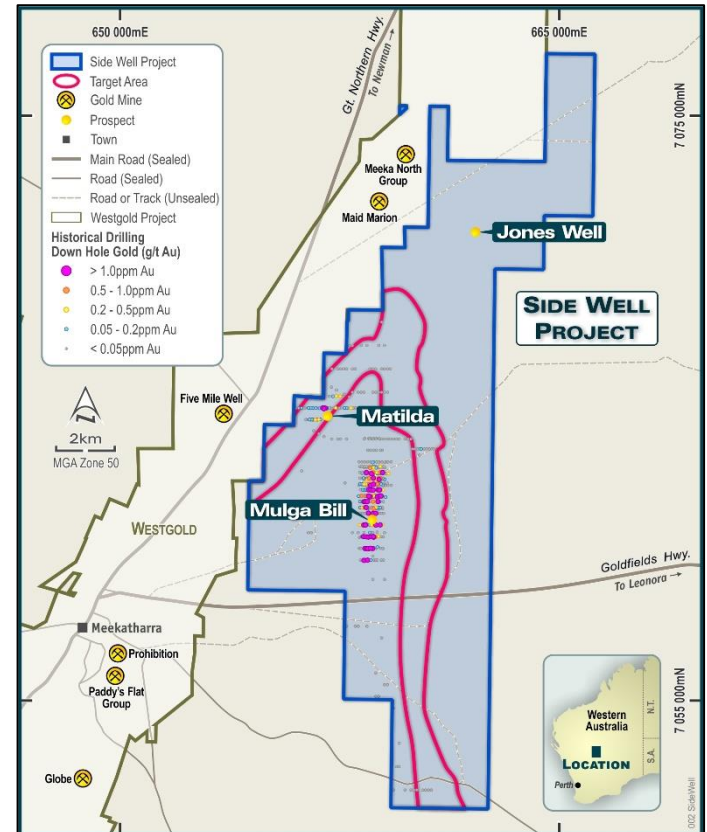 650 000mE
665 000mE
Side Well Project
Target Area
Gold Mine
Prospect
Town
Main Road (Sealed)
Road (Sealed)
Road or Track (Unsealed)
Westgold Project
Historical Drilling
Down Hole Gold (g/t Au)
> 1.0ppm Au
0.5 - 1.0ppm Au
0.2 - 0.5ppm Au
0.05 - 0.2ppm Au
< 0.05ppm Au
Gt. Northern Hwy.
To Newman →
7 075 000mN
Meeka North
Group
Maid Marion
Jones Well
SIDE WELL
PROJECT
N
2km
MGA Zone 50
Five Mile Well
Matilda
Mulga Bill
WESTGOLD
Goldfields Hwy.
To Leonora →
Meekatharra
Prohibition
Paddy's Flat
Group
Globe
7 055 000mN
Western
Australia
N.T.
S.A.
LOCATION
Perth
002 SideWell